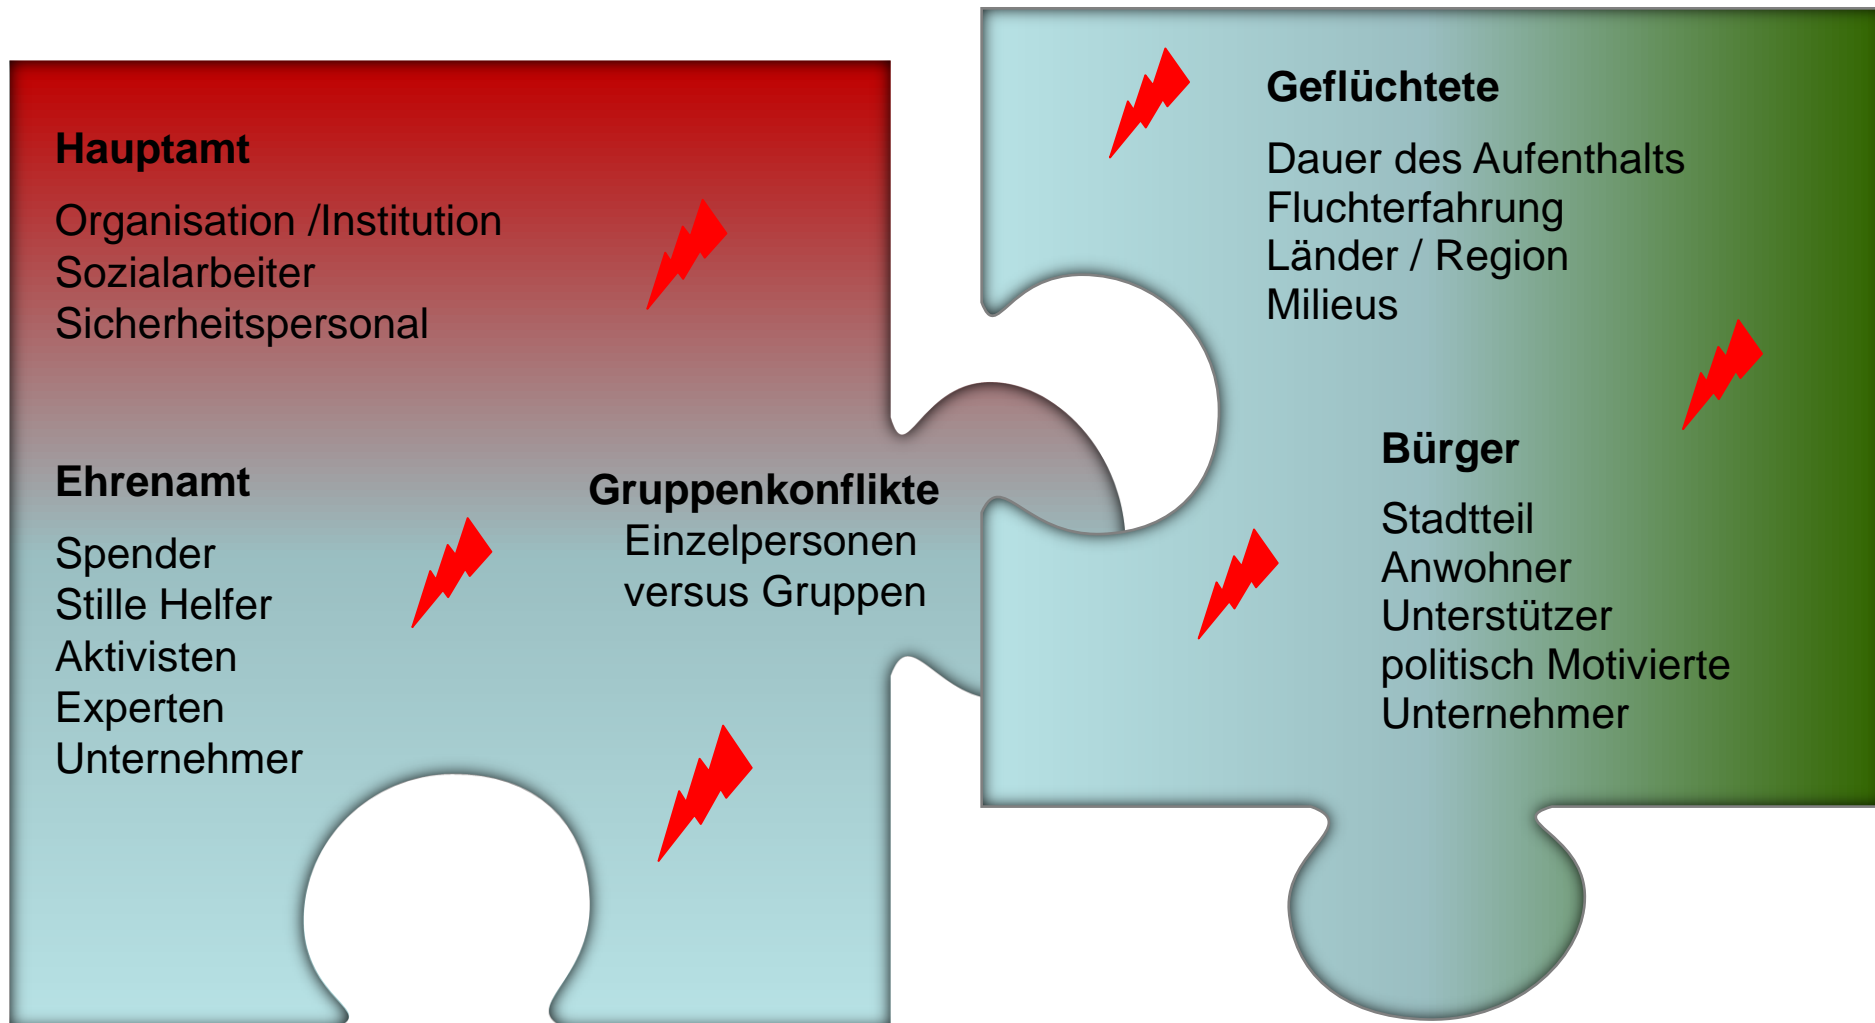 Hauptamt
Organisation /Institution
Sozialarbeiter
Sicherheitspersonal
Ehrenamt
Spender
Stille Helfer
Aktivisten
Experten
Unternehmer
Gruppenkonflikte
Einzelpersonen
versus Gruppen
Geflüchtete
Dauer des Aufenthalts
Fluchterfahrung
Länder / Region
Milieus
Bürger
Stadtteil
Anwohner
Unterstützer
politisch Motivierte
Unternehmer